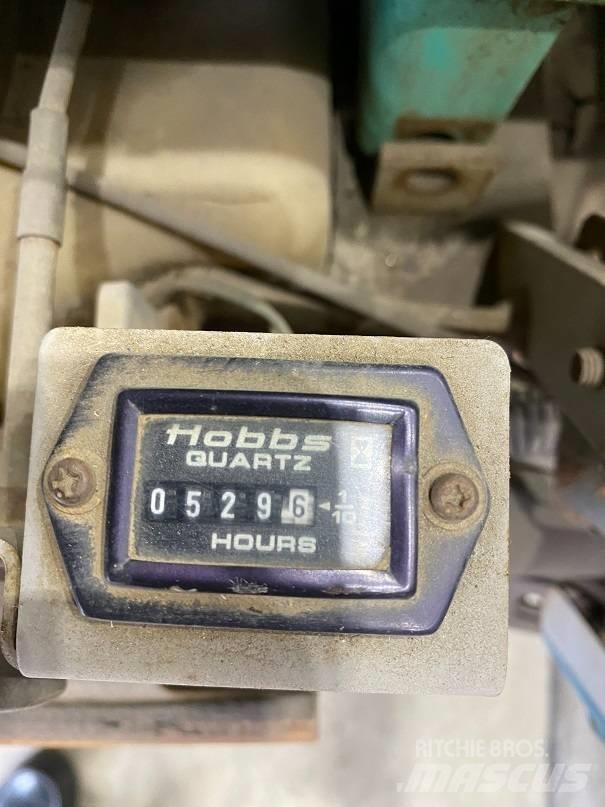 Hobbs
QUARTZ
05296 ◄ 1/10
HOURS
RITCHIE BROS.
MASCUS